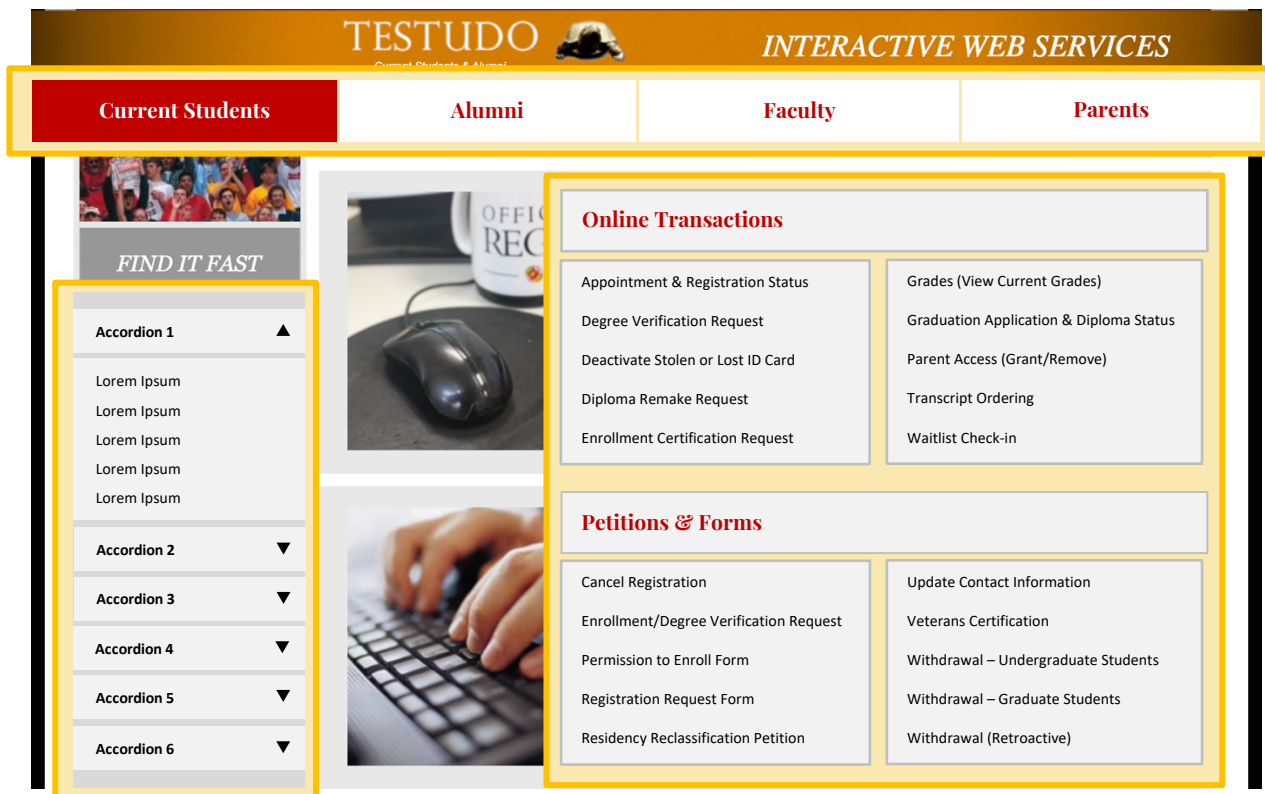 TESTUDO
Current Students & Alumni
INTERACTIVE WEB SERVICES
Current Students
Alumni
Faculty
Parents
FIND IT FAST
Accordion 1 ▲
Lorem Ipsum
Lorem Ipsum
Lorem Ipsum
Lorem Ipsum
Lorem Ipsum
Accordion 2 ▼
Accordion 3 ▼
Accordion 4 ▼
Accordion 5 ▼
Accordion 6 ▼
OFFI
REG
Online Transactions
Appointment & Registration Status
Degree Verification Request
Deactivate Stolen or Lost ID Card
Diploma Remake Request
Enrollment Certification Request
Grades (View Current Grades)
Graduation Application & Diploma Status
Parent Access (Grant/Remove)
Transcript Ordering
Waitlist Check-in
Petitions & Forms
Cancel Registration
Enrollment/Degree Verification Request
Permission to Enroll Form
Registration Request Form
Residency Reclassification Petition
Update Contact Information
Veterans Certification
Withdrawal – Undergraduate Students
Withdrawal – Graduate Students
Withdrawal (Retroactive)